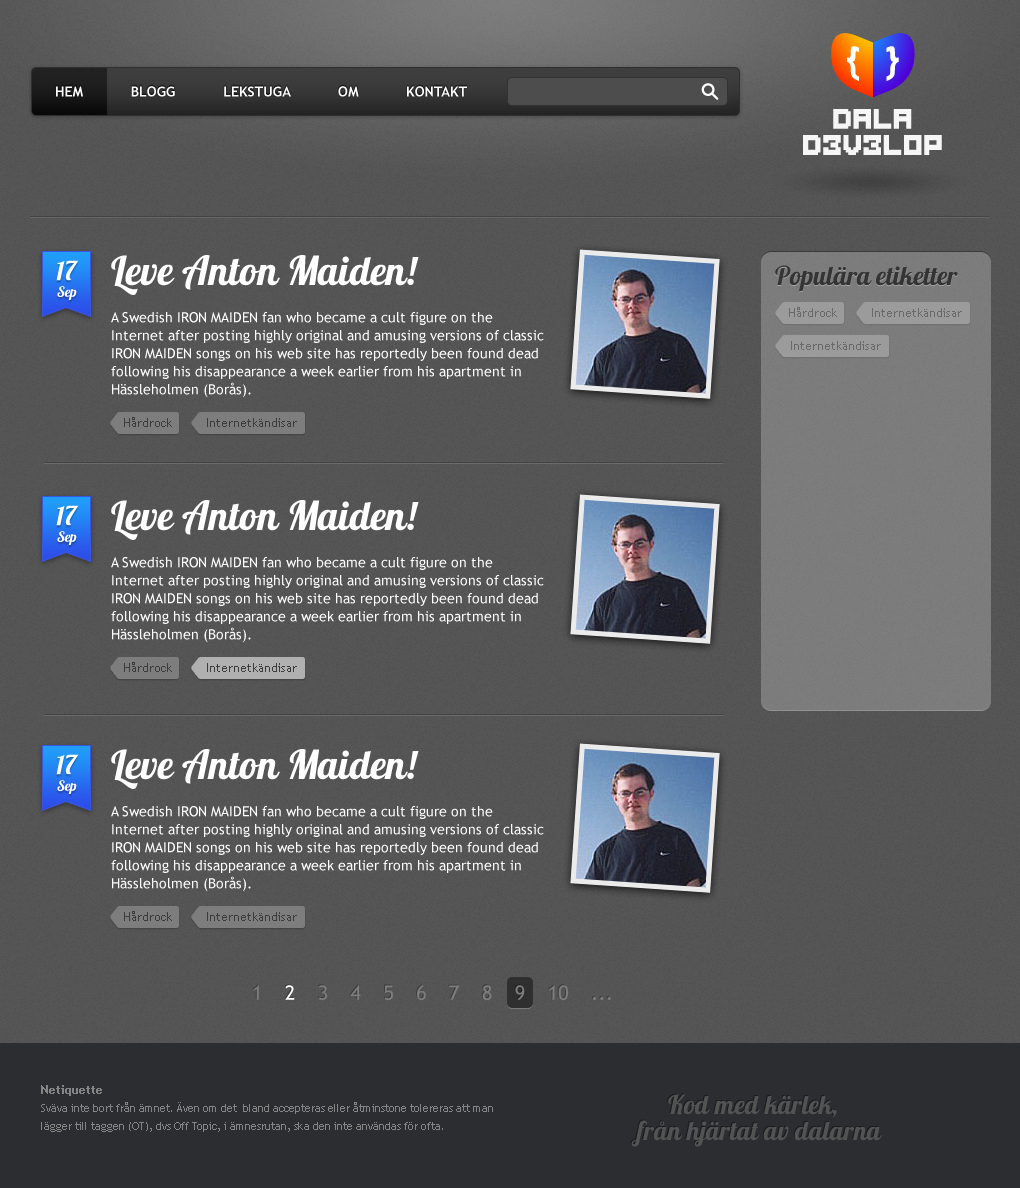 HEM BLOGG LEKSTUGA OM KONTAKT
{ }
DALA
D3V3LOP
17
Sep
Leve Anton Maiden!
A Swedish IRON MAIDEN fan who became a cult figure on the
Internet after posting highly original and amusing versions of classic
IRON MAIDEN songs on his web site has reportedly been found dead
following his disappearance a week earlier from his apartment in
Hässleholmen (Borås).
Hårdrock Internetkändisar
Populära etiketter
Hårdrock Internetkändisar
Internetkändisar
17
Sep
Leve Anton Maiden!
A Swedish IRON MAIDEN fan who became a cult figure on the
Internet after posting highly original and amusing versions of classic
IRON MAIDEN songs on his web site has reportedly been found dead
following his disappearance a week earlier from his apartment in
Hässleholmen (Borås).
Hårdrock Internetkändisar
17
Sep
Leve Anton Maiden!
A Swedish IRON MAIDEN fan who became a cult figure on the
Internet after posting highly original and amusing versions of classic
IRON MAIDEN songs on his web site has reportedly been found dead
following his disappearance a week earlier from his apartment in
Hässleholmen (Borås).
Hårdrock Internetkändisar
1 2 3 4 5 6 7 8 9 10 ...
Netiquette
Sväva inte bort från ämnet. Även om det bland accepteras eller åtminstone tolereras att man
lägger till taggen (OT), dvs Off Topic, i ämnesrutan, ska den inte användas för ofta.
Kod med kärlek,
från hjärtat av dalarna